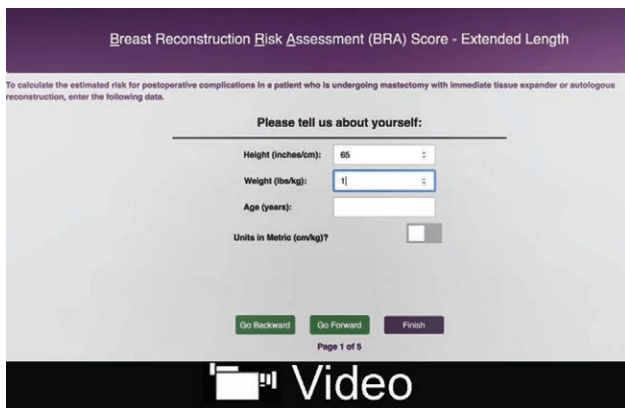 Breast Reconstruction Risk Assessment (BRA) Score - Extended Length
To calculate the estimated risk for postoperative complications in a patient who is undergoing mastectomy with immediate tissue expander or autologous
reconstruction, enter the following data.
Please tell us about yourself:
Height (inches/cm): 65
Weight (lbs/kg): 1
Age (years):
Units in Metric (cm/kg)?
Go Backward Go Forward Finish
Page 1 of 5
Video